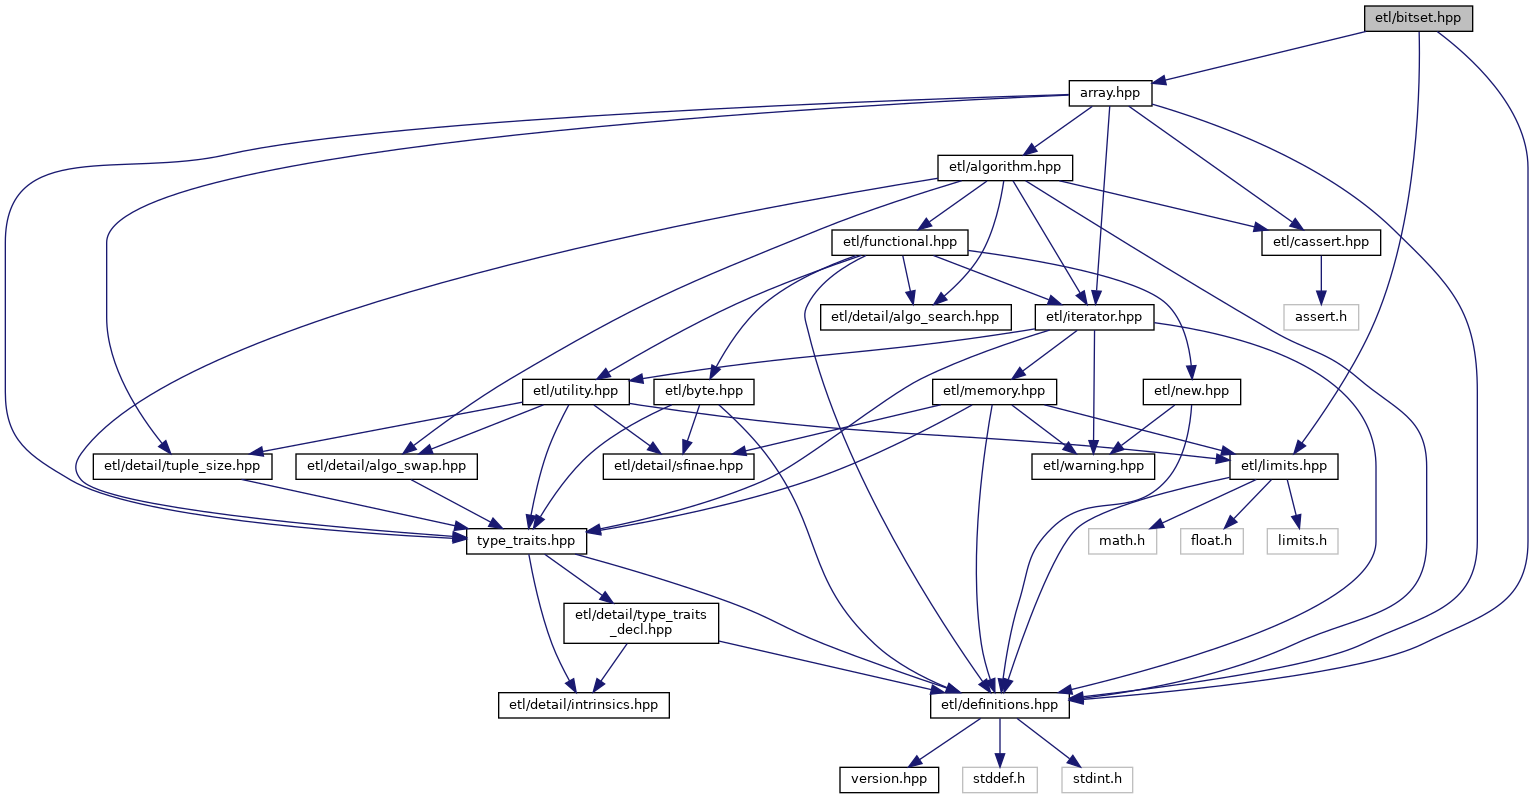 etl/bitset.hpp
array.hpp
etl/algorithm.hpp
etl/functional.hpp
etl/cassert.hpp
etl/detail/algo_search.hpp
etl/iterator.hpp
assert.h
etl/utility.hpp
etl/byte.hpp
etl/memory.hpp
etl/new.hpp
etl/detail/tuple_size.hpp
etl/detail/algo_swap.hpp
etl/detail/sfinae.hpp
etl/warning.hpp
etl/limits.hpp
type_traits.hpp
math.h
float.h
limits.h
etl/detail/type_traits
_decl.hpp
etl/detail/intrinsics.hpp
etl/definitions.hpp
version.hpp
stddef.h
stdint.h